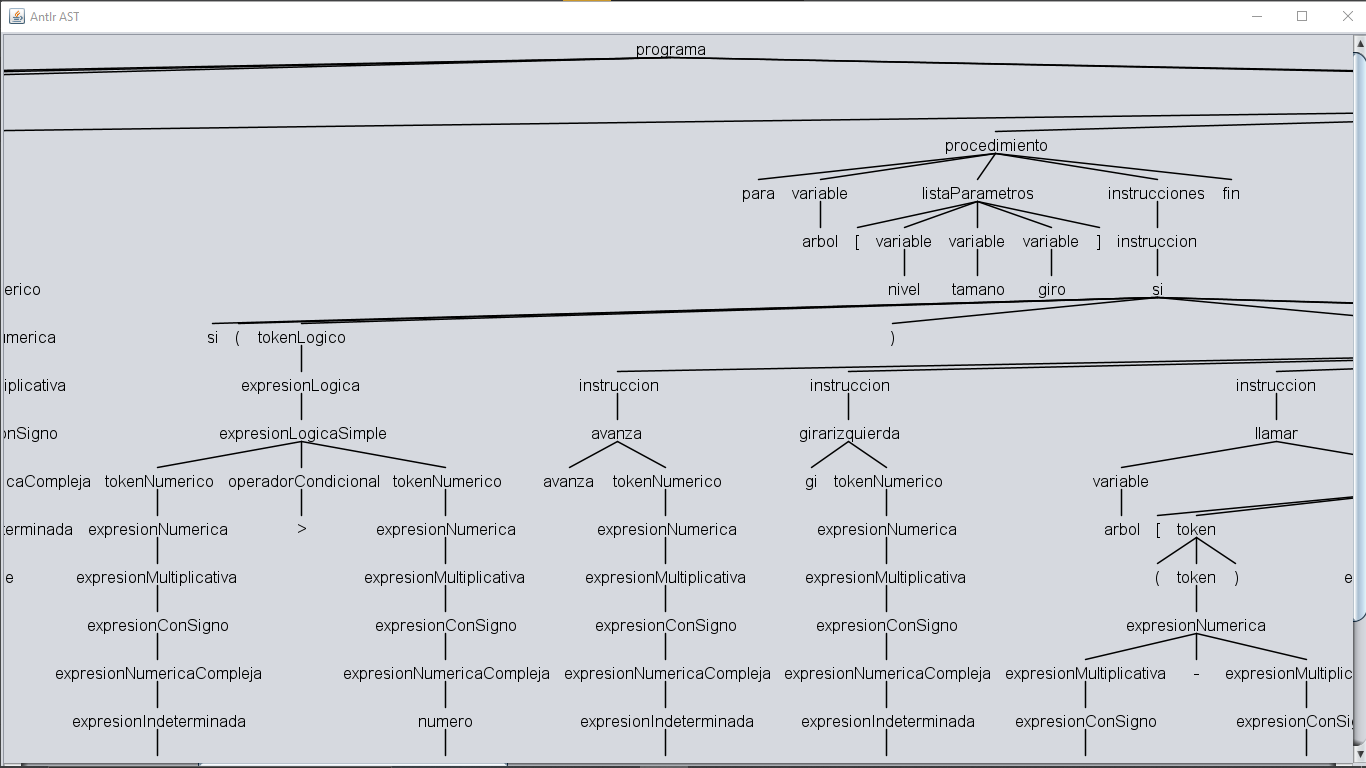 Antlr AST
programa
procedimiento
para variable listaParametros instrucciones fin
arbol [ variable variable variable ] instruccion
erico nivel tamano giro si
umerica si ( tokenLogico )
iplicativa expresionLogica instruccion instruccion instruccion
onSigno expresionLogicaSimple avanza girarizquierda llamar
caCompleja tokenNumerico operadorCondicional tokenNumerico avanza tokenNumerico gi tokenNumerico variable
terminada expresionNumerica > expresionNumerica expresionNumerica expresionNumerica arbol [ token
e expresionMultiplicativa expresionMultiplicativa expresionMultiplicativa expresionMultiplicativa ( token ) e
expresionConSigno expresionConSigno expresionConSigno expresionConSigno expresionNumerica
expresionNumericaCompleja expresionNumericaCompleja expresionNumericaCompleja expresionNumericaCompleja expresionMultiplicativa - expresionMultiplic
expresionIndeterminada numero expresionIndeterminada expresionIndeterminada expresionConSigno expresionConSi